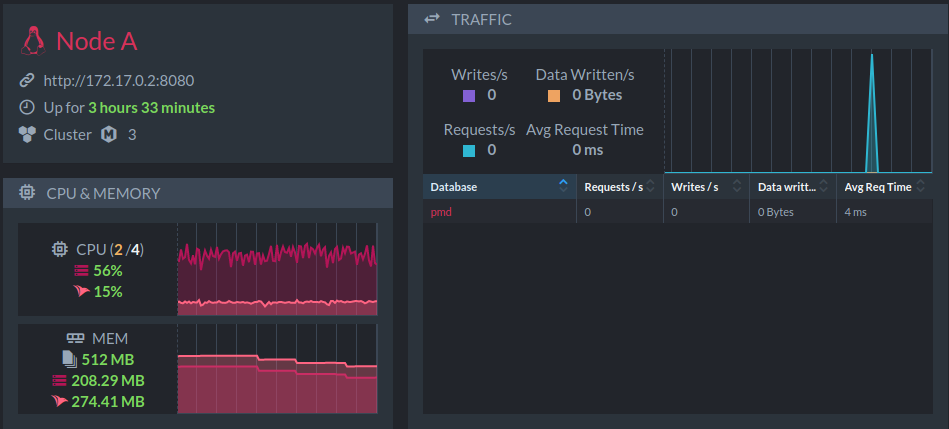 Node A
http://172.17.0.2:8080
Up for 3 hours 33 minutes
Cluster M 3
CPU & MEMORY
CPU (2 /4)
56%
15%
MEM
512 MB
208.29 MB
274.41 MB
TRAFFIC
Writes/s Data Written/s
0 0 Bytes
Requests/s Avg Request Time
0 0 ms
Database Requests / s Writes / s Data writt... Avg Req Time
pmd 0 0 0 Bytes 4 ms